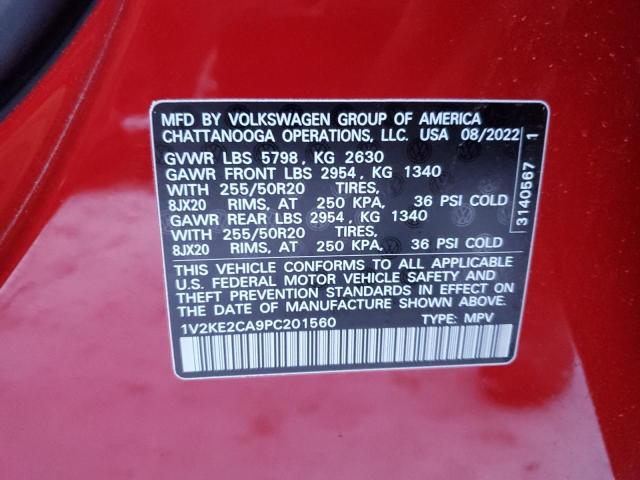 MFD BY VOLKSWAGEN GROUP OF AMERICA
CHATTANOOGA OPERATIONS, LLC. USA 08/2022
GVWR LBS 5798, KG 2630
GAWR FRONT LBS 2954, KG 1340
WITH 255/50R20 TIRES,
8JX20 RIMS, AT 250 KPA, 36 PSI COLD
GAWR REAR LBS 2954, KG 1340
WITH 255/50R20 TIRES,
8JX20 RIMS, AT 250 KPA, 36 PSI COLD
THIS VEHICLE CONFORMS TO ALL APPLICABLE
U.S. FEDERAL MOTOR VEHICLE SAFETY AND
THEFT PREVENTION STANDARDS IN EFFECT ON
THE DATE OF MANUFACTURE SHOWN ABOVE.
1V2KE2CA9PC201560 TYPE: MPV
3140567 1